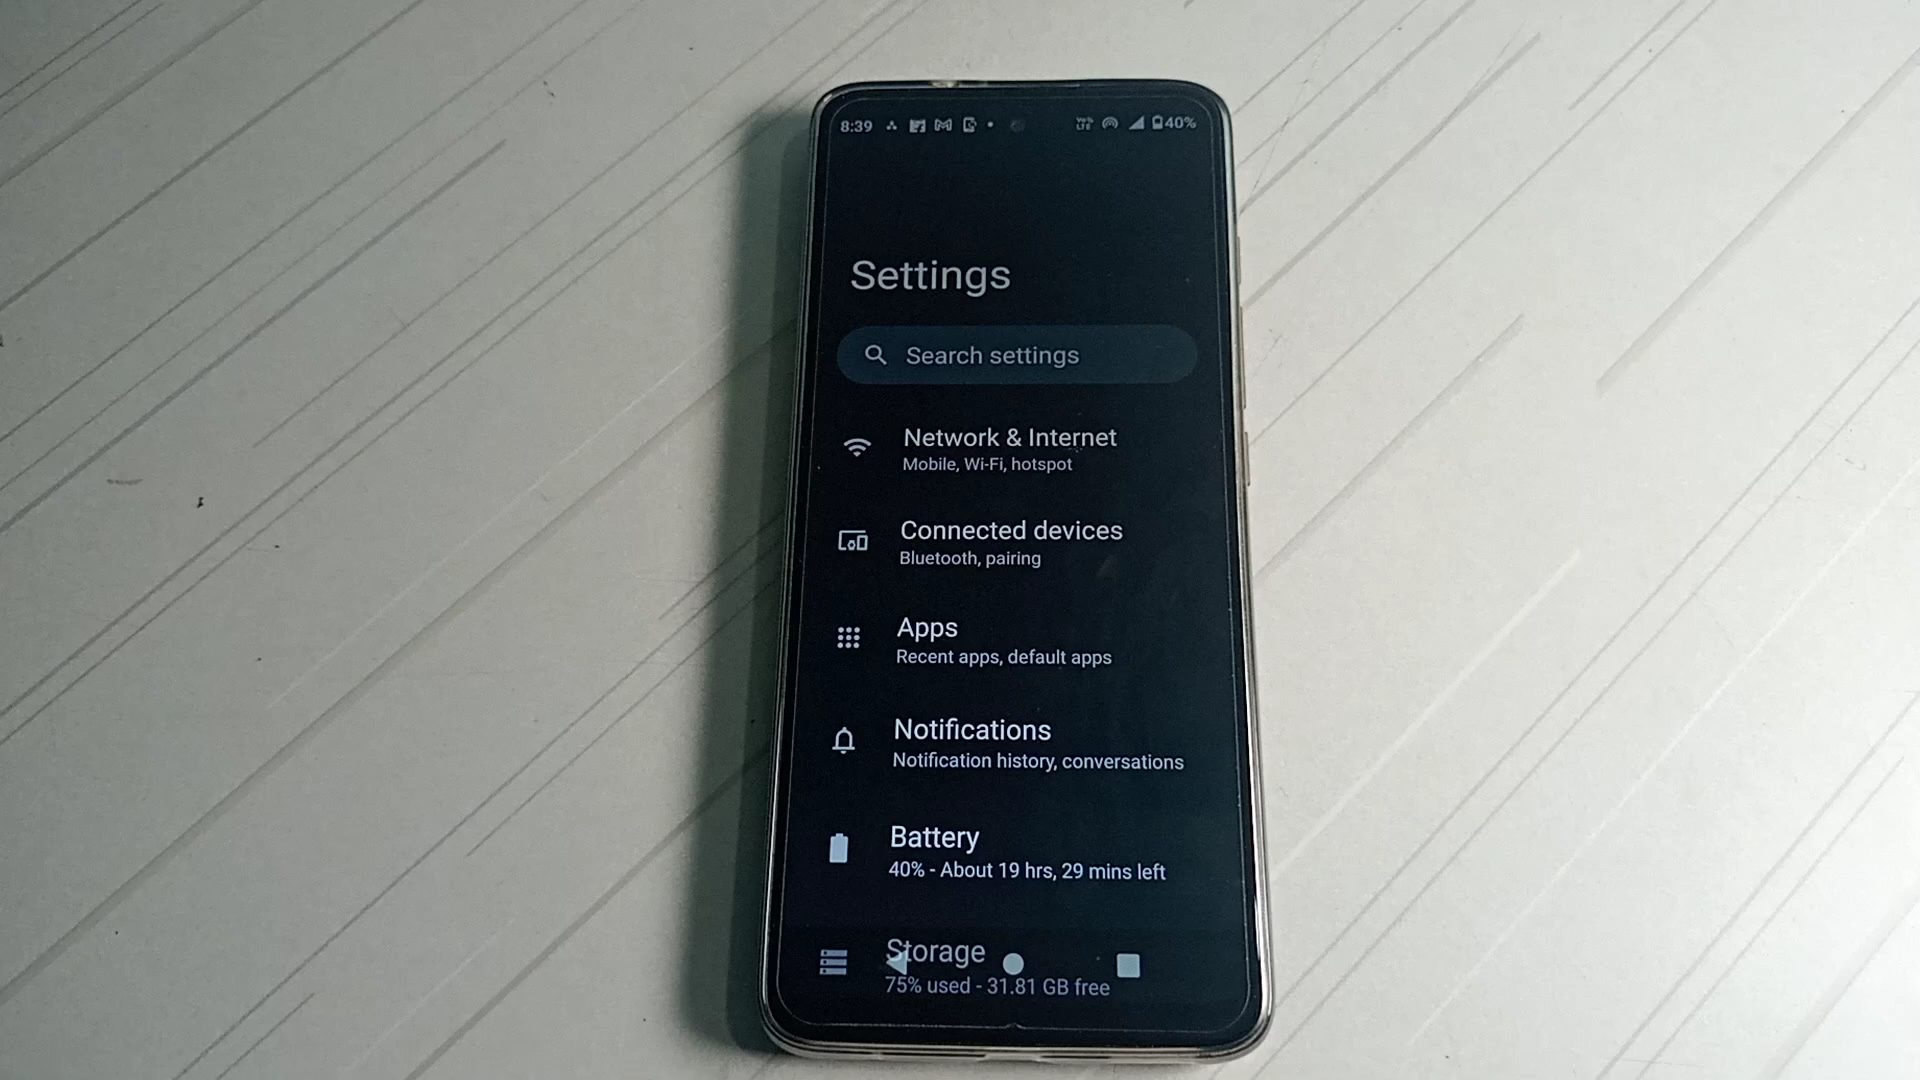 8:39 40%
Settings
Search settings
Network & Internet
Mobile, Wi-Fi, hotspot
Connected devices
Bluetooth, pairing
Apps
Recent apps, default apps
Notifications
Notification history, conversations
Battery
40% - About 19 hrs, 29 mins left
Storage
75% used - 31.81 GB free